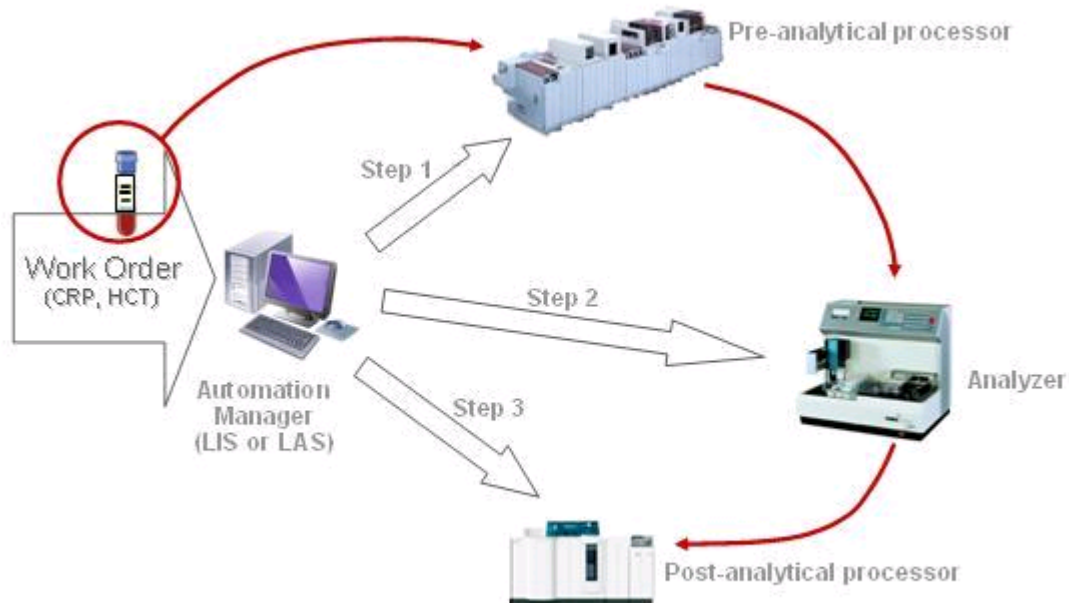 Pre-analytical processor
Step 1
Work Order
(CRP, HCT)
Step 2
Automation
Manager
(LIS or LAS)
Step 3
Analyzer
Post-analytical processor